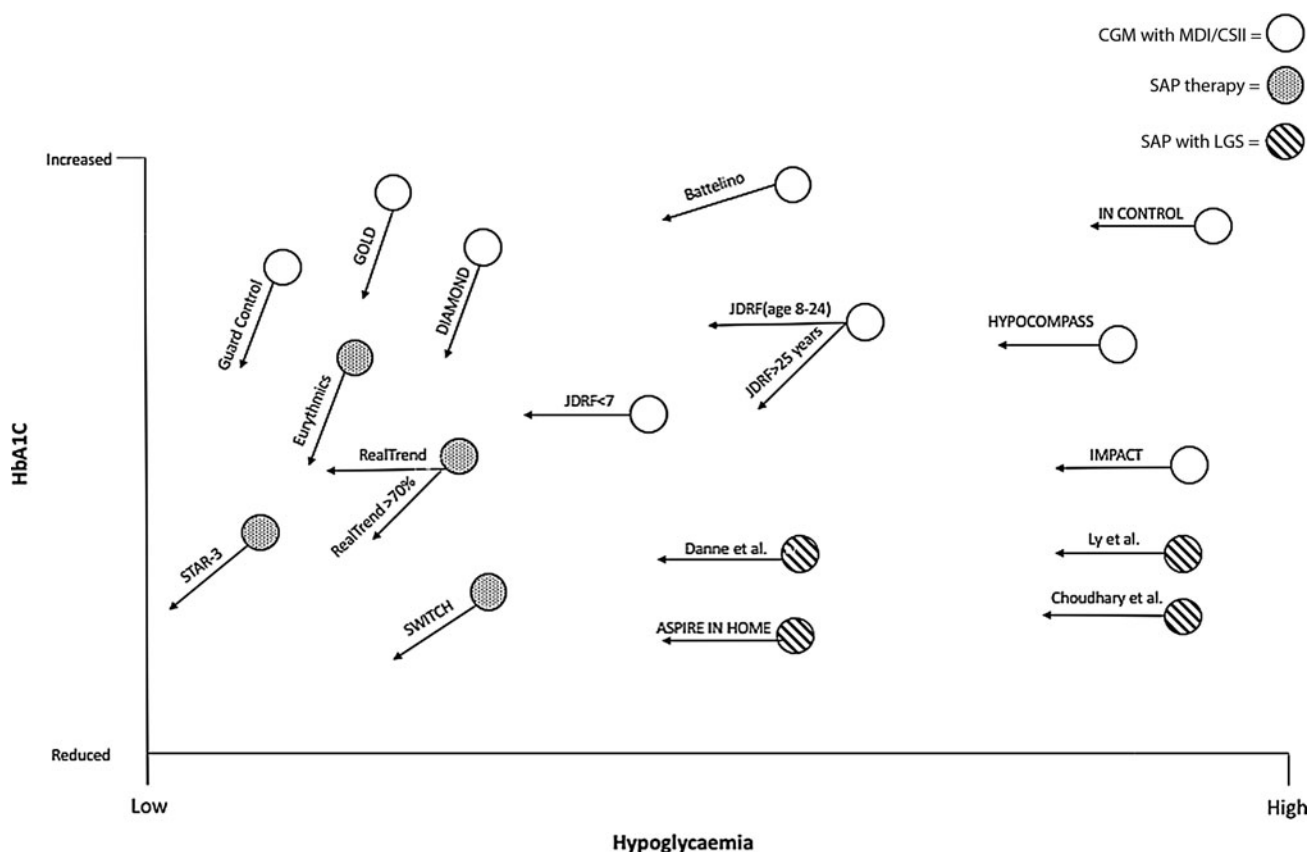 CGM with MDI/CSII =
SAP therapy =
SAP with LGS =
Increased
Battelino
GOLD
IN CONTROL
Guard Control
DIAMOND
JDRF(age 8-24)
HYPOCOMPASS
JDRF>25 years
Eurythmics
JDRF<7
RealTrend
IMPACT
HbA1C
RealTrend >70%
STAR-3
Danne et al.
Ly et al.
Choudhary et al.
SWITCH
ASPIRE IN HOME
Reduced
Low
High
Hypoglycaemia